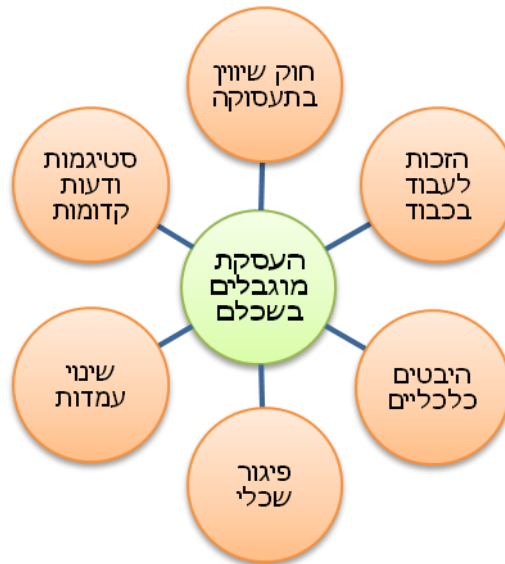 חוק שיוויון
בתעסוקה
הזכות
לעבוד
בכבוד
היבטים
כלכליים
פיגור
שכלי
שינוי
עמדות
סטיגמות
ודעות
קדומות
העסקת
מוגבלים
בשכלם